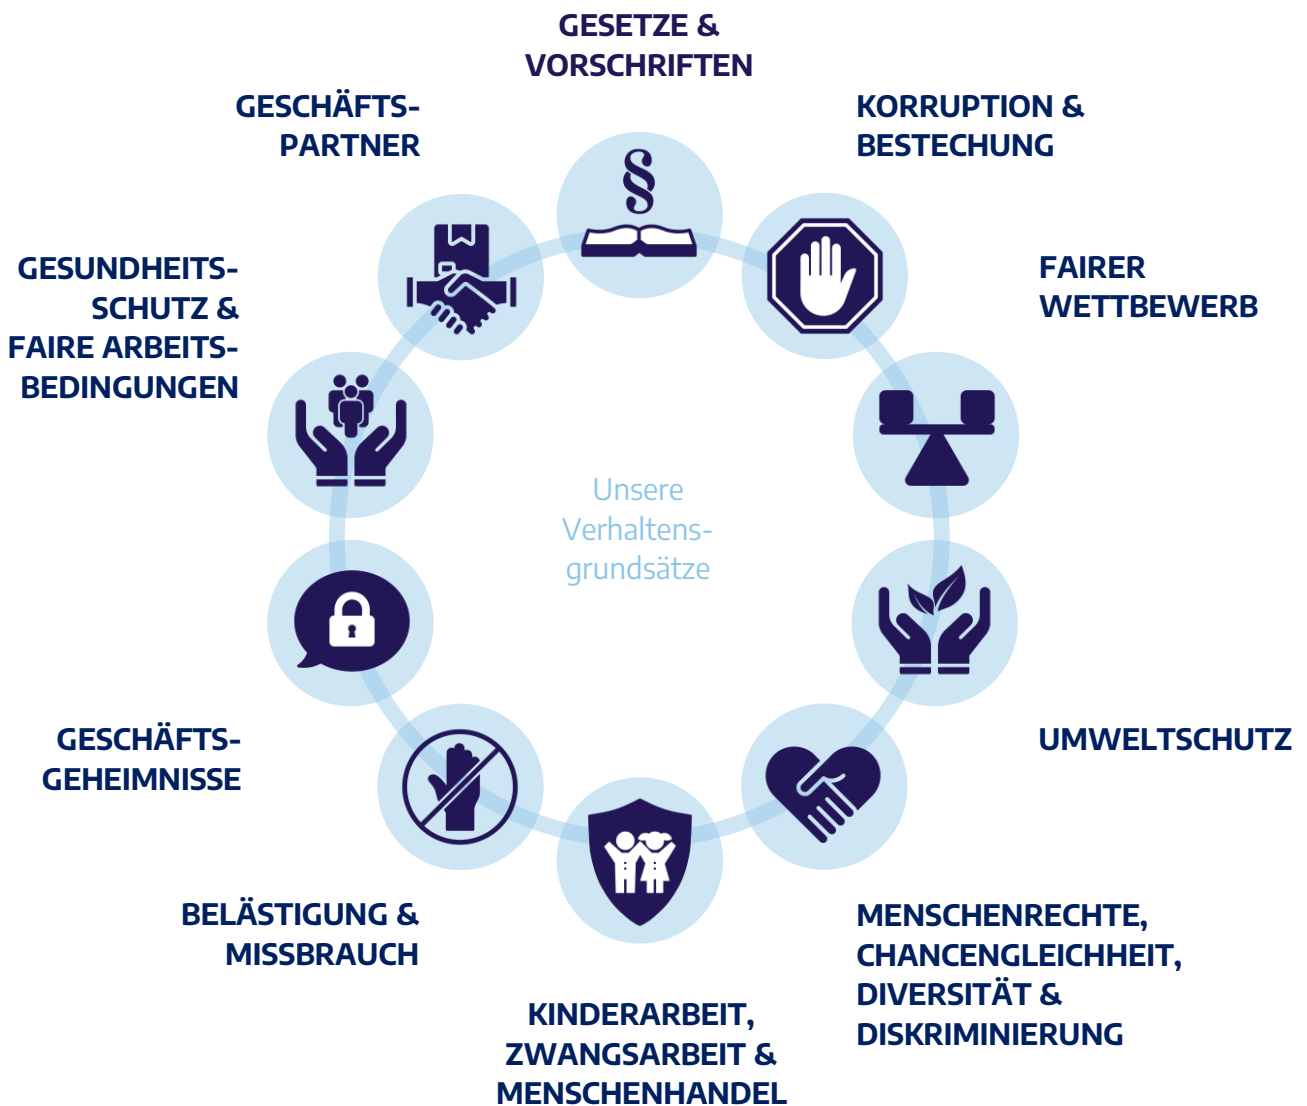 GESETZE &
VORSCHRIFTEN
KORRUPTION &
BESTECHUNG
FAIRER
WETTBEWERB
UMWELTSCHUTZ
MENSCHENRECHTE,
CHANCENGLEICHHEIT,
DIVERSITÄT &
DISKRIMINIERUNG
KINDERARBEIT,
ZWANGSARBEIT &
MENSCHENHANDEL
BELÄSTIGUNG &
MISSBRAUCH
GESCHÄFTS-
GEHEIMNISSE
GESUNDHEITS-
SCHUTZ &
FAIRE ARBEITS-
BEDINGUNGEN
GESCHÄFTS-
PARTNER
§
Unsere
Verhaltens-
grundsätze